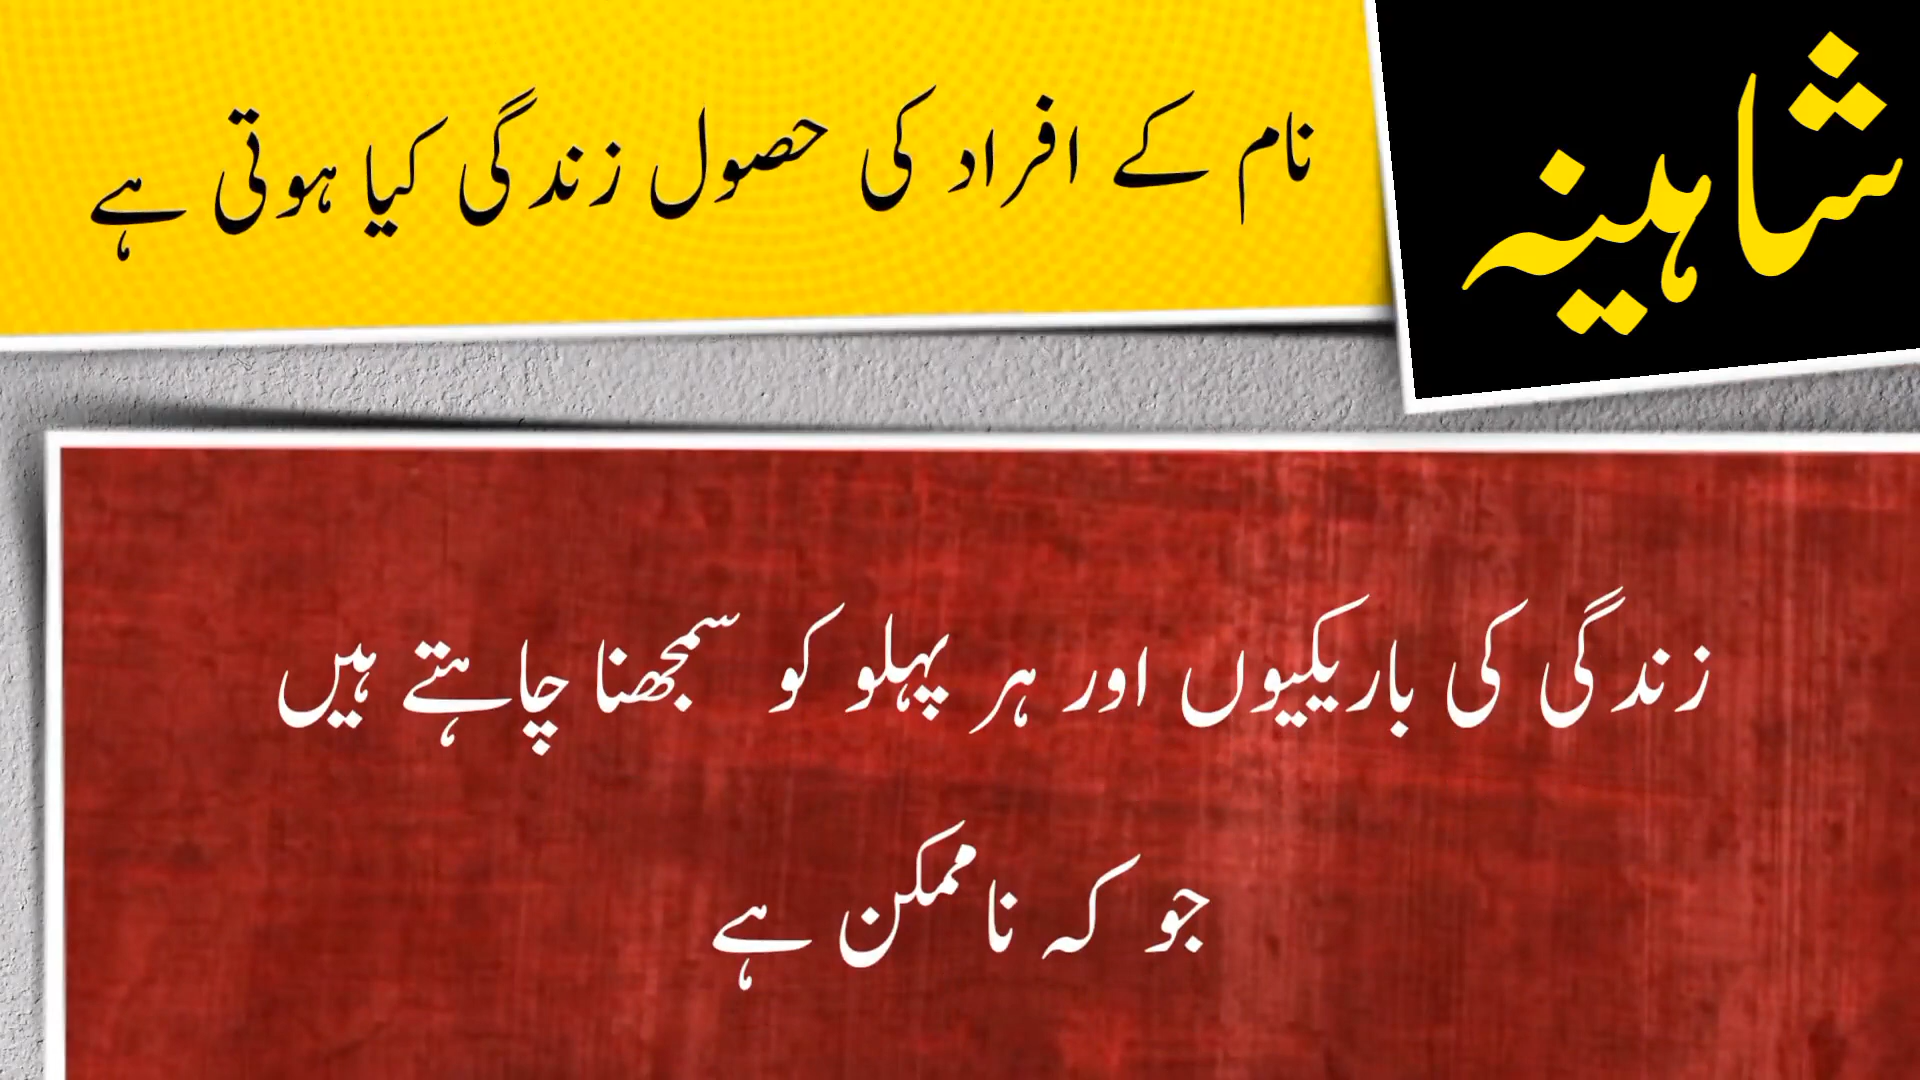 شاہینہ
نام کے افراد کی حصول زندگی کیا ہوتی ہے
زندگی کی باریکیوں اور ہر پہلو کو سمجھنا چاہتے ہیں
جو کہ ناممکن ہے